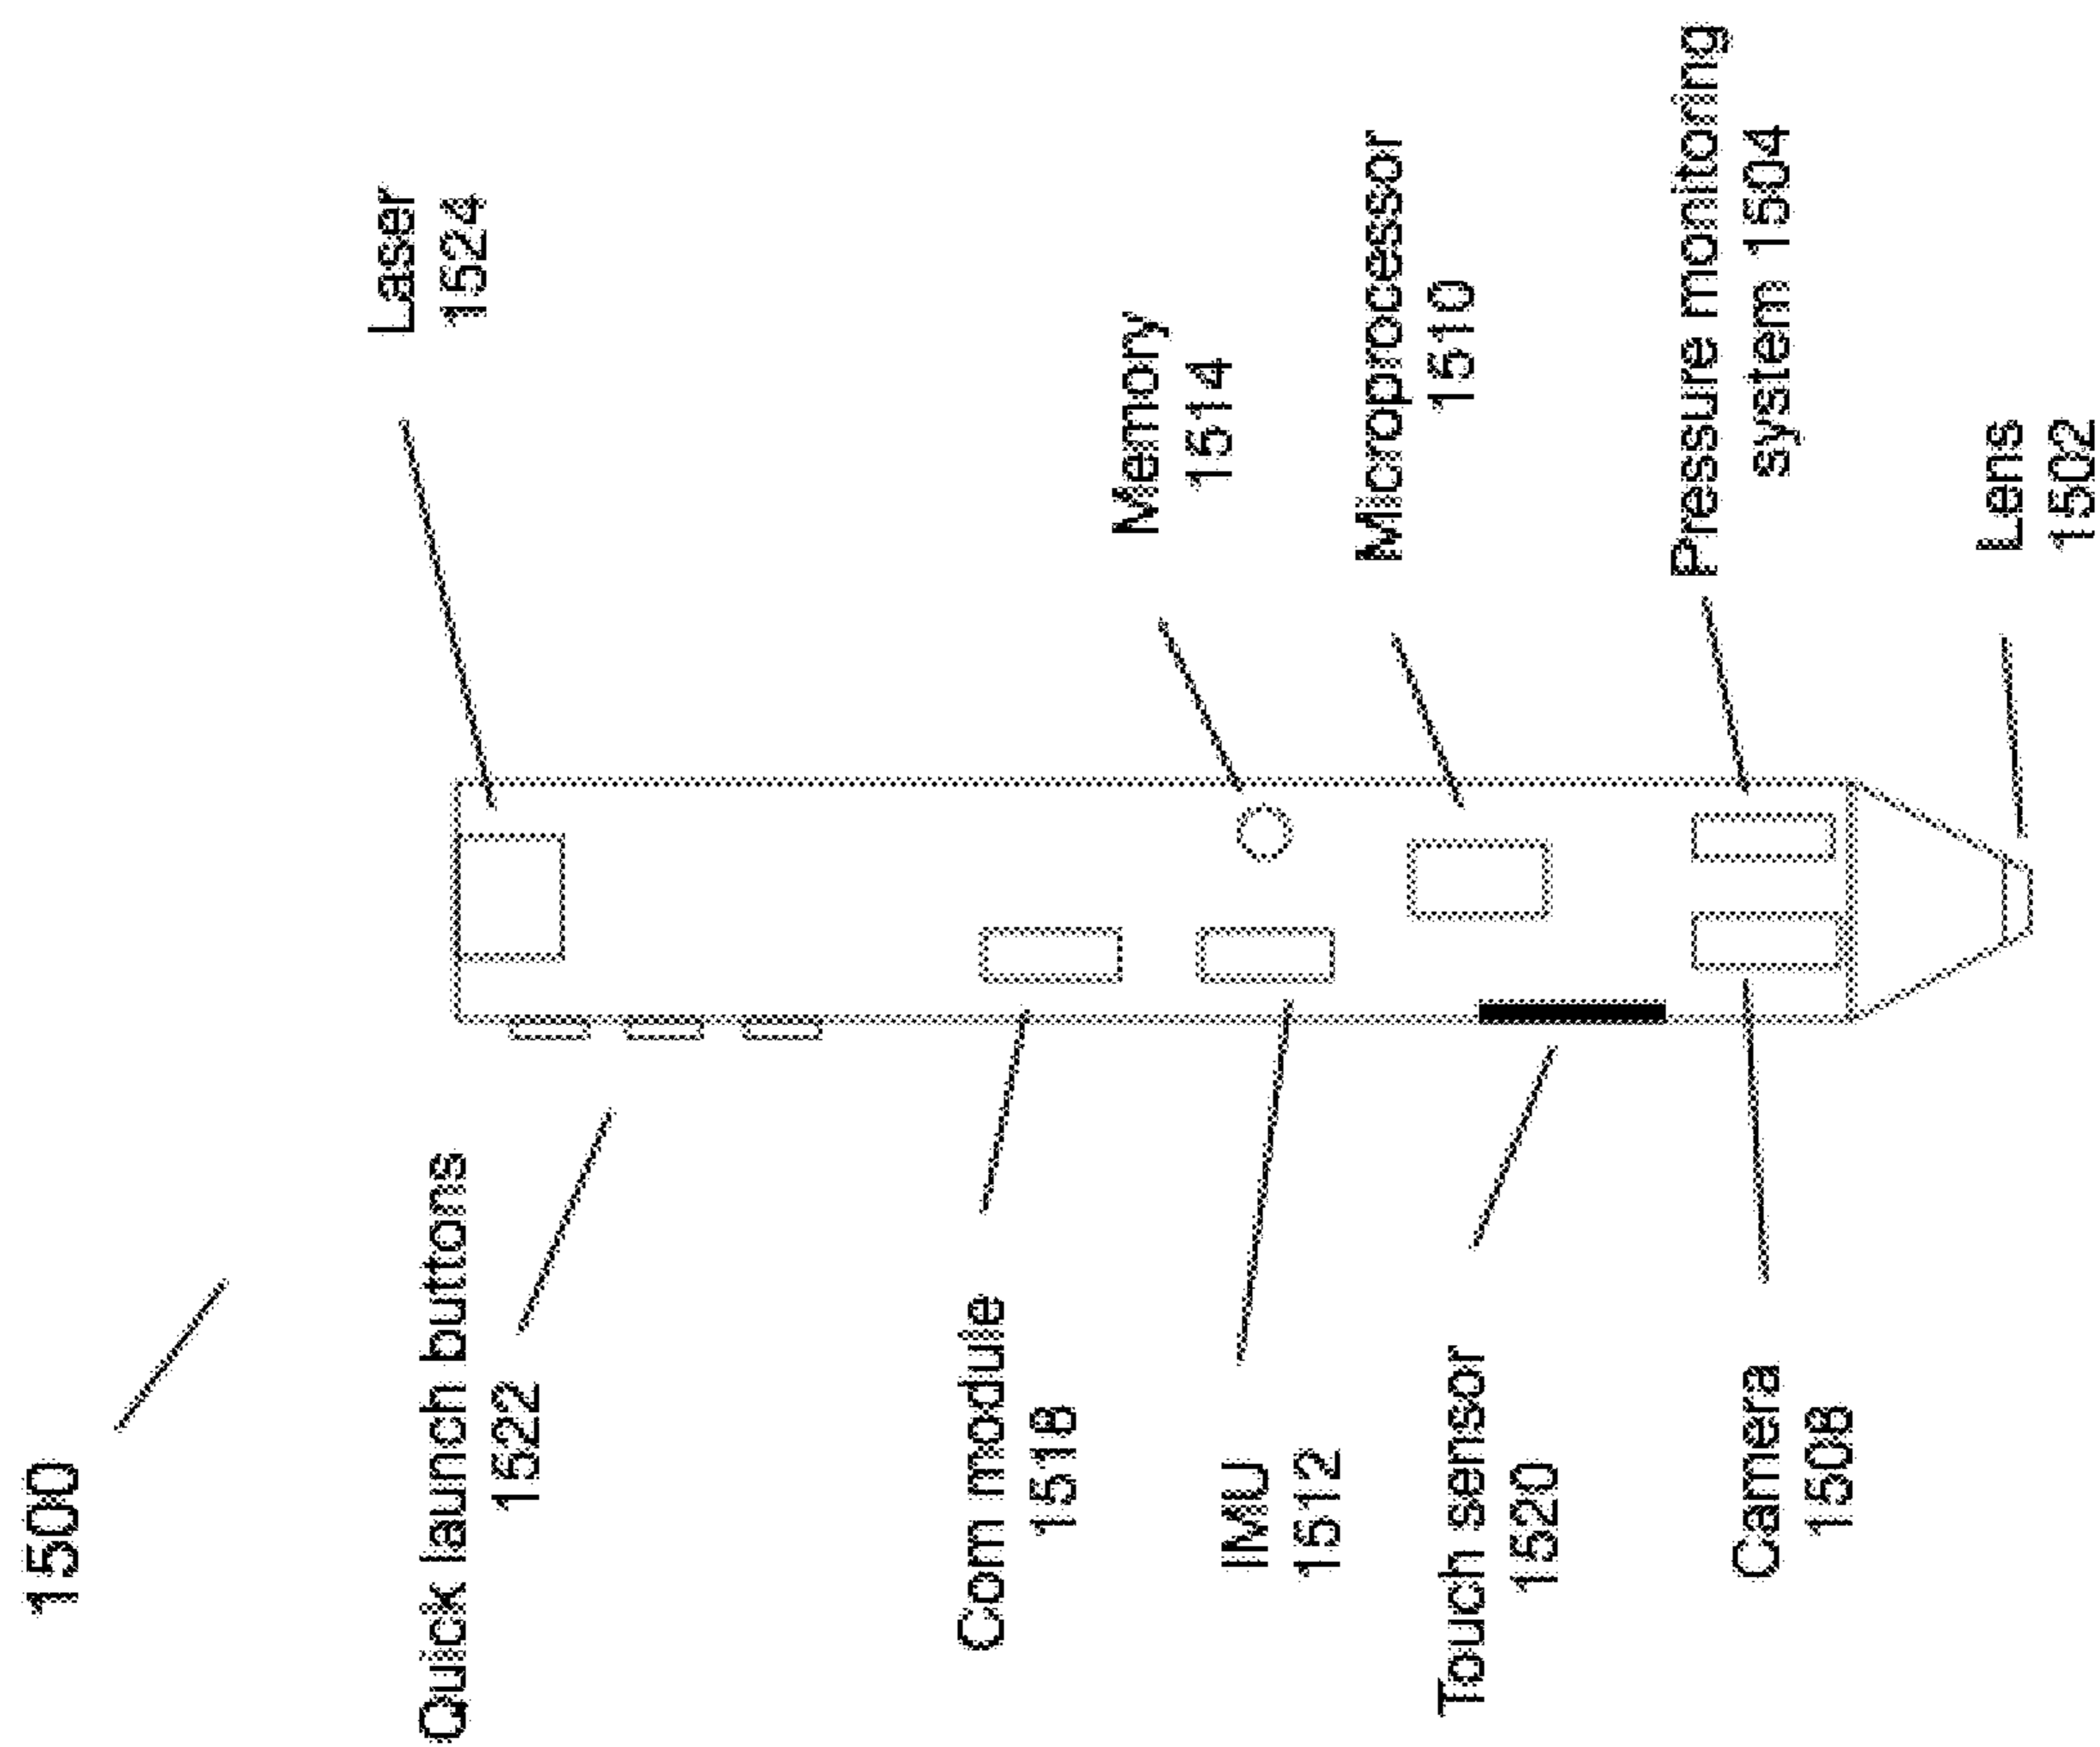 1500
Quick launch buttons
1522
Laser
1524
Com module
1518
Memory
1514
IMU
1512
Microprocessor
1510
Touch sensor
1520
Pressure monitoring
system 1504
Camera
1508
Lens
1502